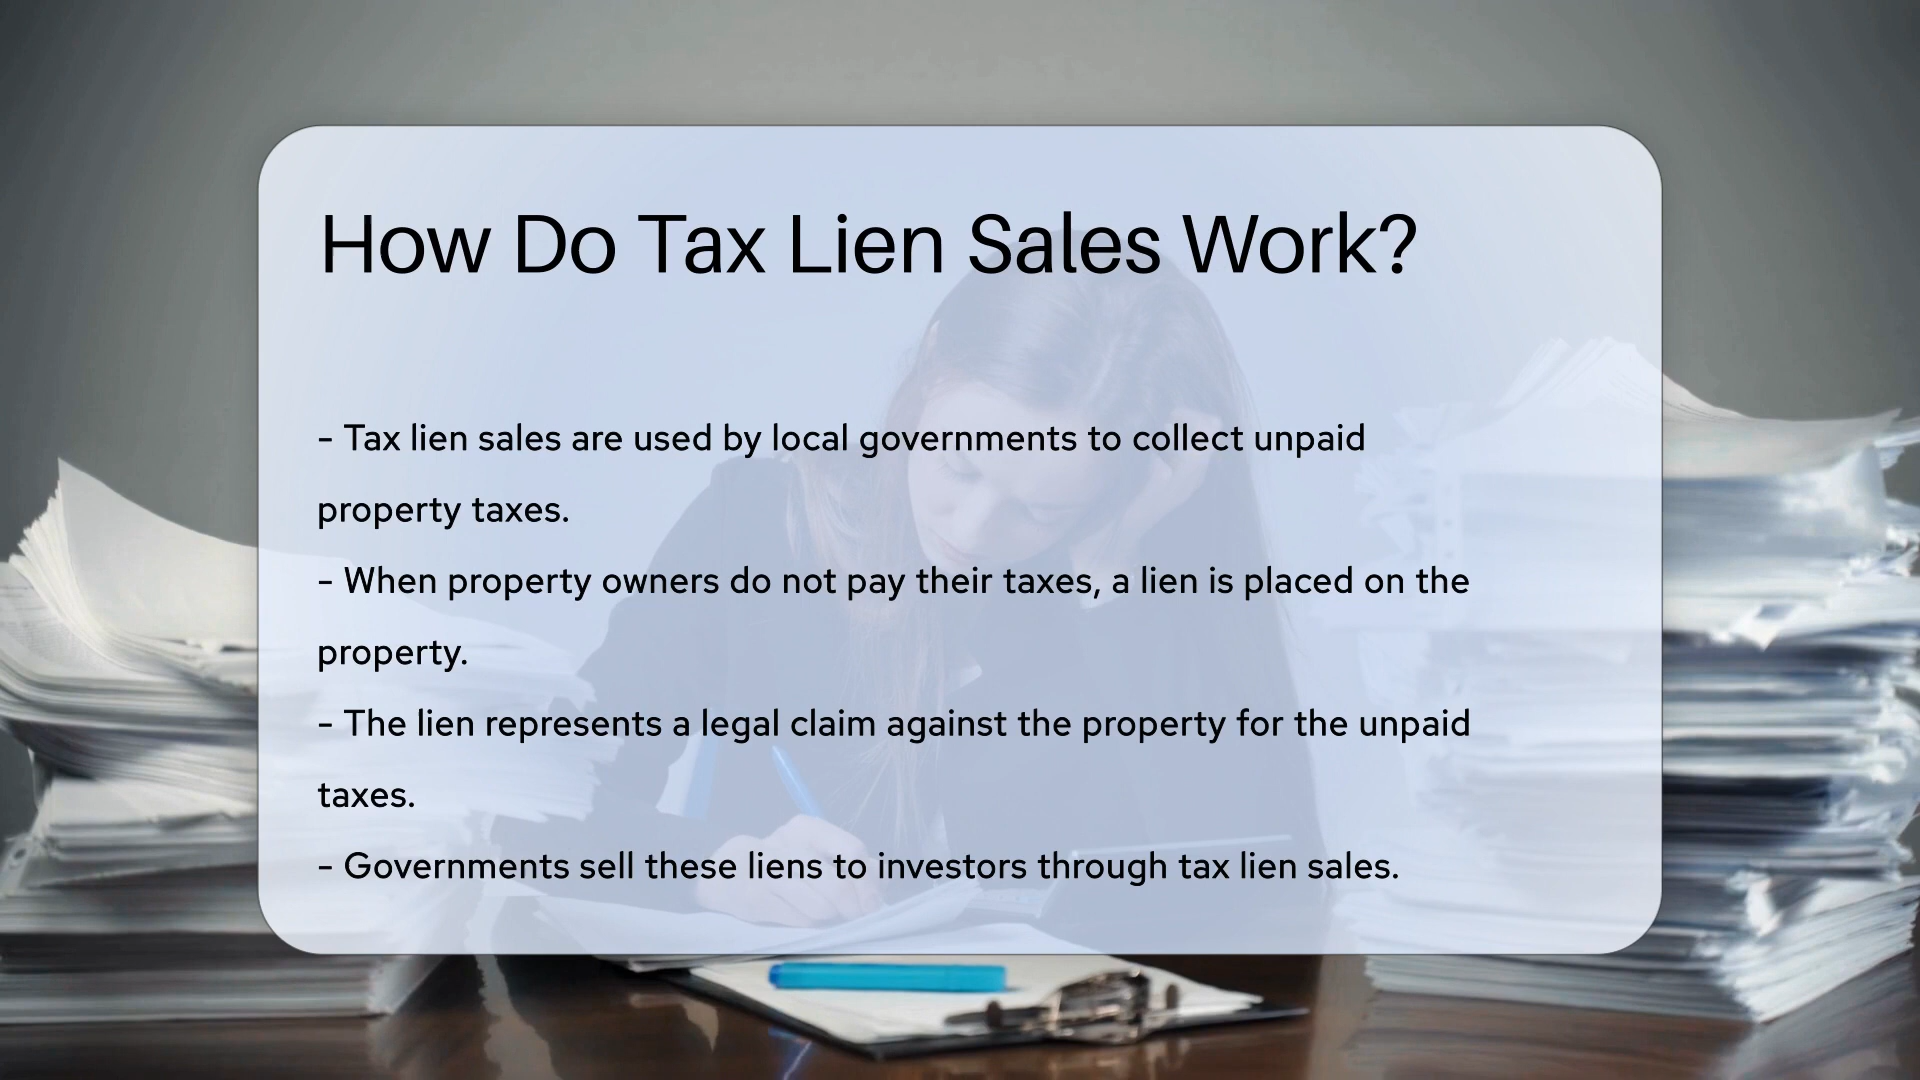 How Do Tax Lien Sales Work?
- Tax lien sales are used by local governments to collect unpaid
property taxes.
- When property owners do not pay their taxes, a lien is placed on the
property.
- The lien represents a legal claim against the property for the unpaid
taxes.
- Governments sell these liens to investors through tax lien sales.